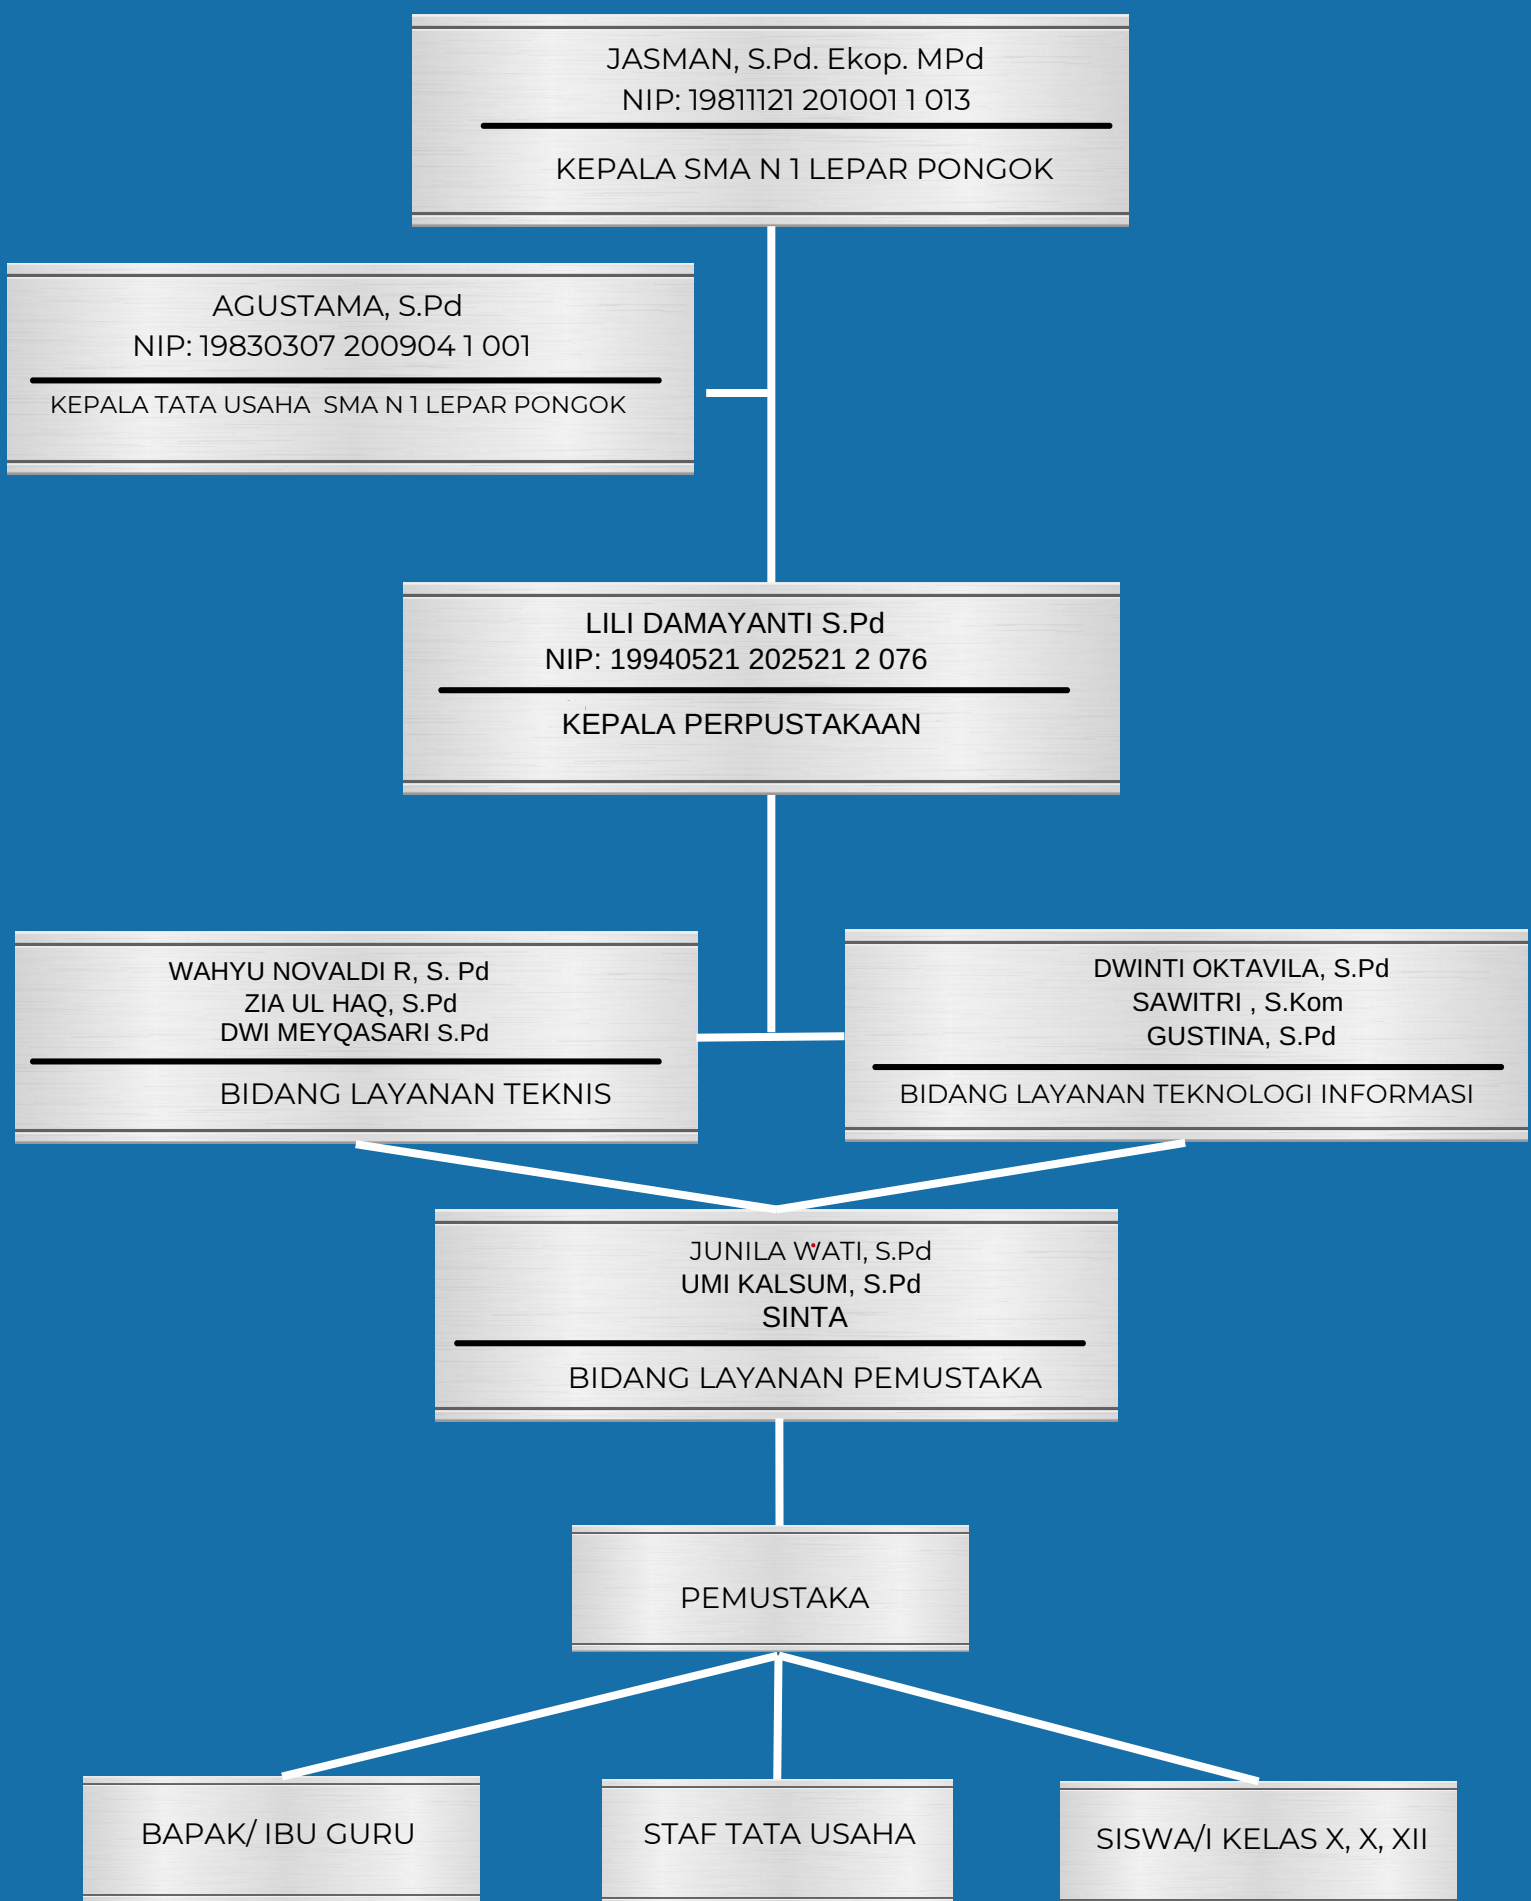 JASMAN, S.Pd. Ekop. MPd
NIP: 19811121 201001 1 013
KEPALA SMA N 1 LEPAR PONGOK
AGUSTAMA, S.Pd
NIP: 19830307 200904 1 001
KEPALA TATA USAHA SMA N 1 LEPAR PONGOK
LILI DAMAYANTI S.Pd
NIP: 19940521 202521 2 076
KEPALA PERPUSTAKAAN
WAHYU NOVALDI R, S. Pd
ZIA UL HAQ, S.Pd
DWI MEYQASARI S.Pd
BIDANG LAYANAN TEKNIS
DWINTI OKTAVILA, S.Pd
SAWITRI , S.Kom
GUSTINA, S.Pd
BIDANG LAYANAN TEKNOLOGI INFORMASI
JUNILA WATI, S.Pd
UMI KALSUM, S.Pd
SINTA
BIDANG LAYANAN PEMUSTAKA
PEMUSTAKA
BAPAK/ IBU GURU
STAF TATA USAHA
SISWA/I KELAS X, X, XII